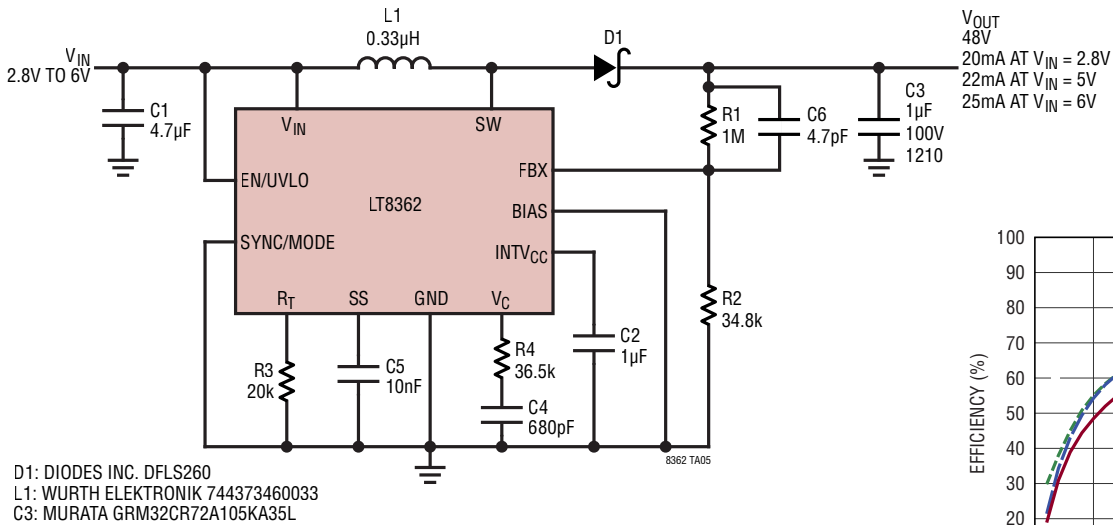 L1
0.33µH
D1
VIN
2.8V TO 6V
VOUT
48V
20mA AT VIN = 2.8V
22mA AT VIN = 5V
25mA AT VIN = 6V
C1
4.7µF
VIN
SW
R1
1M
C6
4.7pF
C3
1µF
100V
1210
EN/UVLO
FBX
LT8362
BIAS
SYNC/MODE
INTVCC
RT
SS
GND
VC
R2
34.8k
C2
1µF
R3
20k
C5
10nF
R4
36.5k
C4
680pF
8362 TA05
D1: DIODES INC. DFLS260
L1: WURTH ELEKTRONIK 744373460033
C3: MURATA GRM32CR72A105KA35L
EFFICIENCY (%)
100
90
80
70
60
50
40
30
20